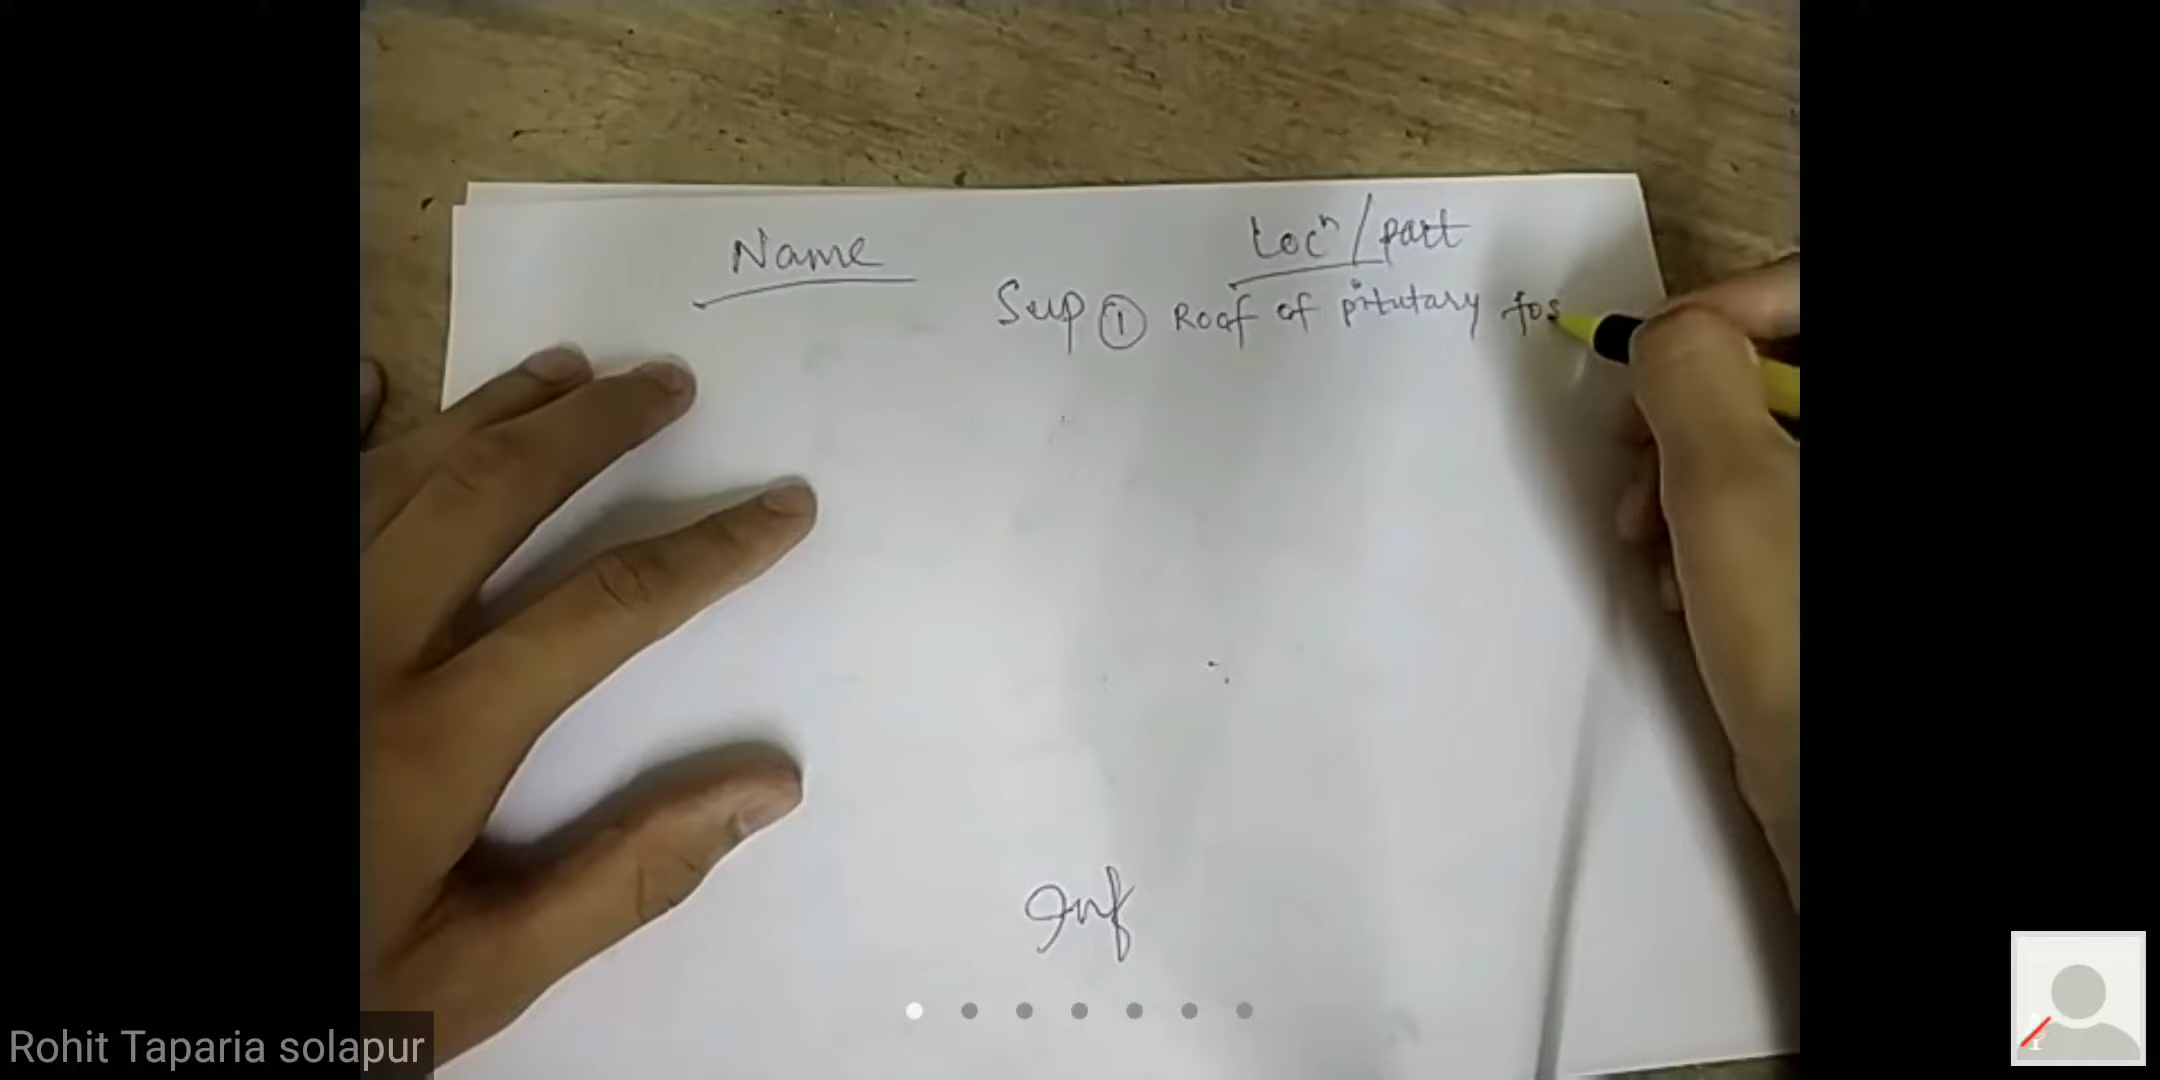 Name
Locⁿ/part
Sup ① Roof of pitutary fos
Inf
Rohit Taparia solapur